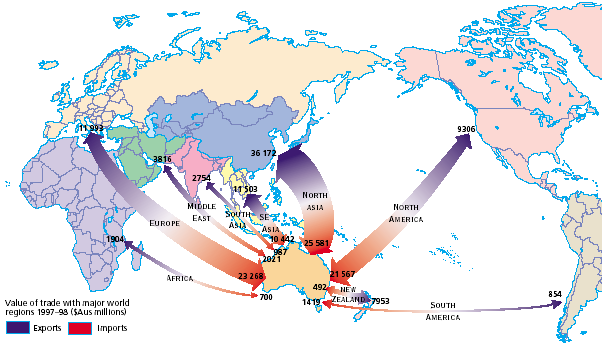 11 993
9306
3816
36 172
2754
11 503
NORTH
ASIA
MIDDLE
EAST
SOUTH
ASIA
SE
ASIA
NORTH
AMERICA
EUROPE
1904
10 442
25 581
987
2021
AFRICA
23 268
21 567
492
NEW
ZEALAND
7953
700
1419
854
SOUTH
AMERICA
Value of trade with major world
regions 1997–98 ($Aus millions)
Exports Imports